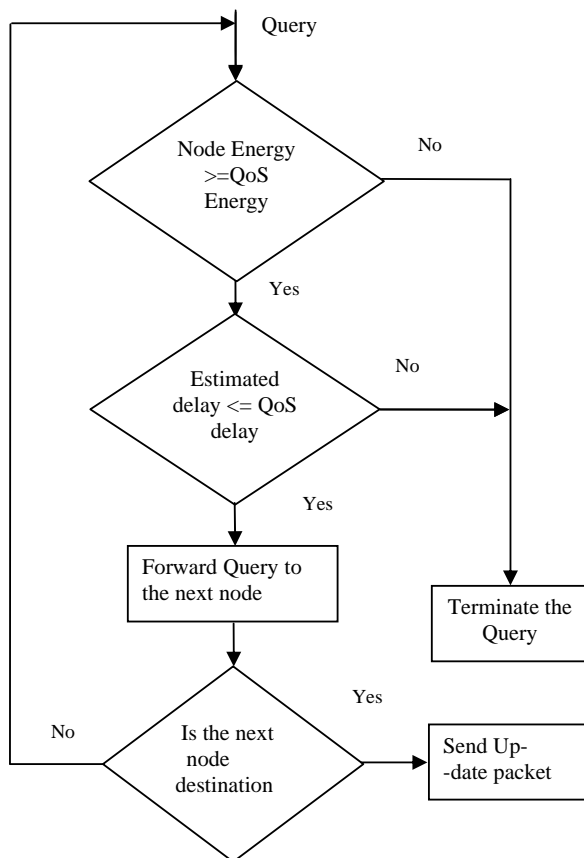 Query
Node Energy
>=QoS
Energy
No
Yes
Estimated
delay <= QoS
delay
No
Yes
Forward Query to
the next node
Terminate the
Query
Is the next
node
destination
No
Yes
Send Up-
-date packet